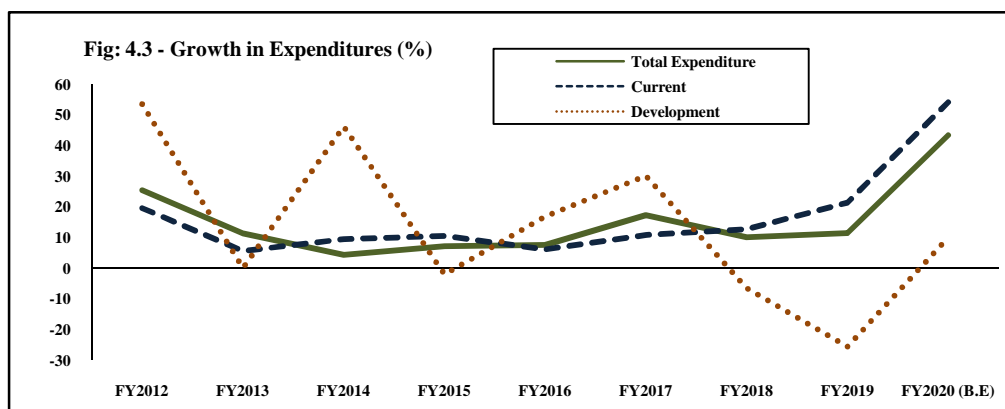 Fig: 4.3 - Growth in Expenditures (%)
Total Expenditure
Current
Development
60
50
40
30
20
10
0
-10
-20
-30
FY2012 FY2013 FY2014 FY2015 FY2016 FY2017 FY2018 FY2019 FY2020 (B.E)